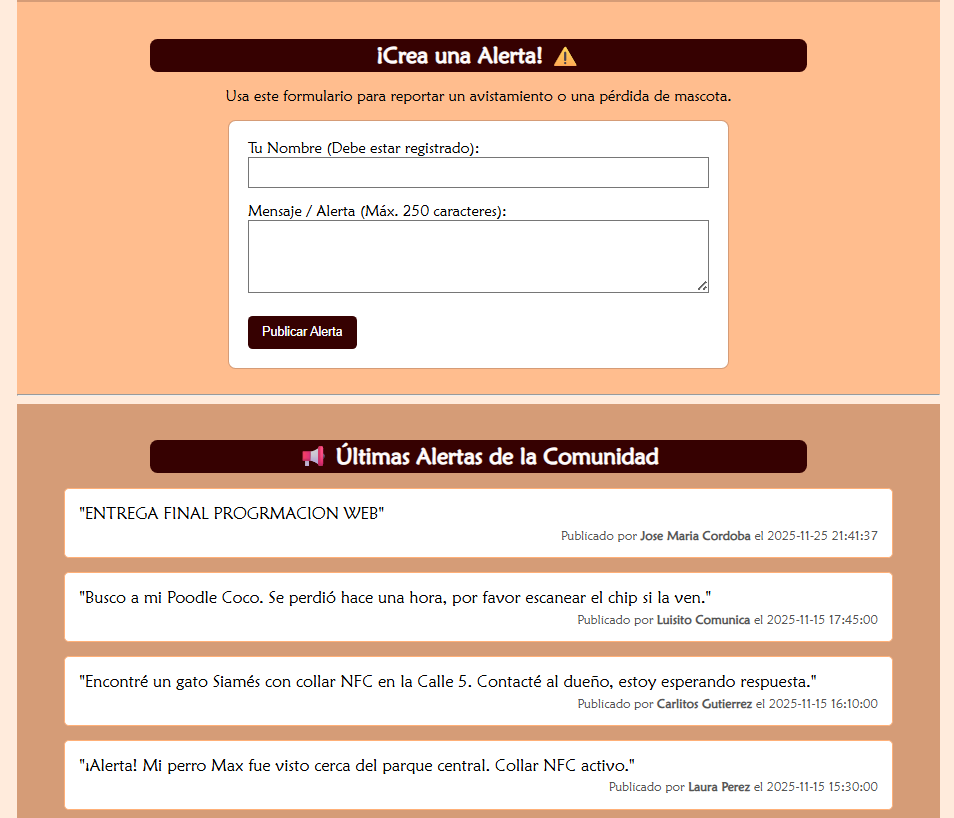 ¡Crea una Alerta! ⚠️
Usa este formulario para reportar un avistamiento o una pérdida de mascota.
Tu Nombre (Debe estar registrado):
Mensaje / Alerta (Máx. 250 caracteres):
Publicar Alerta
📢 Últimas Alertas de la Comunidad
"ENTREGA FINAL PROGRMACION WEB"
Publicado por Jose Maria Cordoba el 2025-11-25 21:41:37
"Busco a mi Poodle Coco. Se perdió hace una hora, por favor escanear el chip si la ven."
Publicado por Luisito Comunica el 2025-11-15 17:45:00
"Encontré un gato Siamés con collar NFC en la Calle 5. Contacté al dueño, estoy esperando respuesta."
Publicado por Carlitos Gutierrez el 2025-11-15 16:10:00
"¡Alerta! Mi perro Max fue visto cerca del parque central. Collar NFC activo."
Publicado por Laura Perez el 2025-11-15 15:30:00